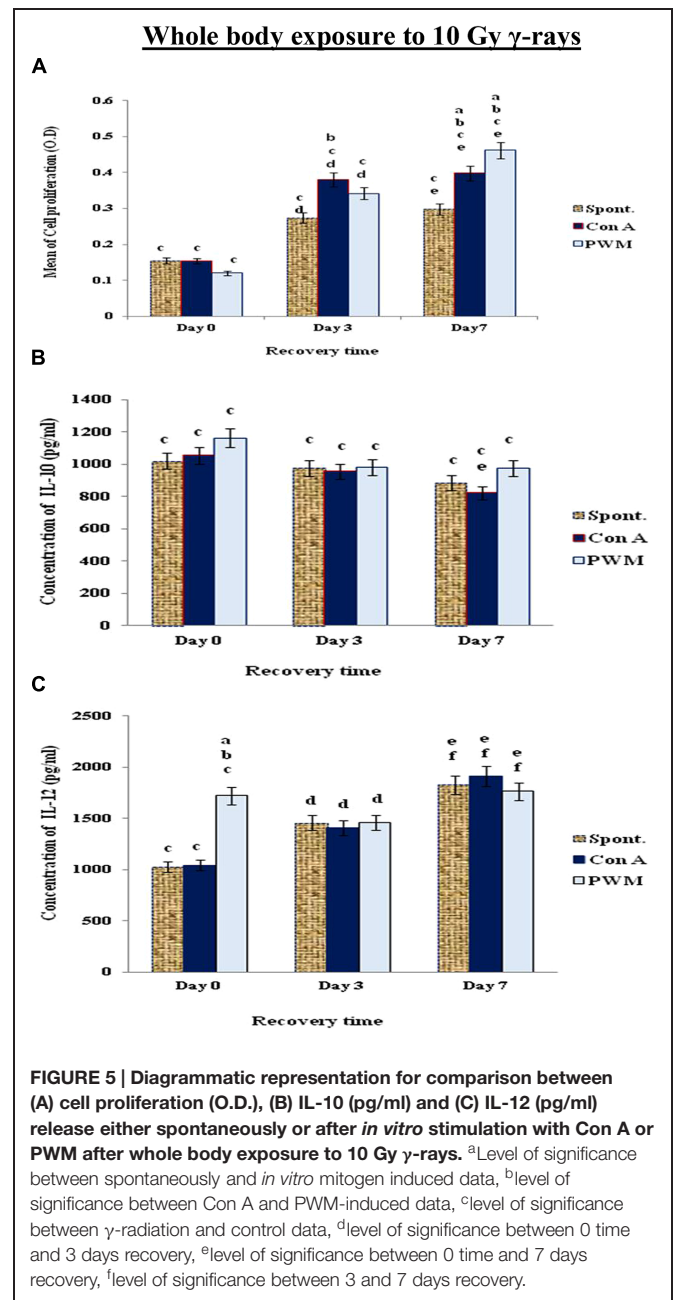 Whole body exposure to 10 Gy γ-rays
A
Mean of Cell proliferation (O.D)
0.6
0.5
0.4
0.3
0.2
0.1
0
c c c
c
d
b
c
d
c
d
c
e
a
b
c
e
a
b
c
e
Day 0 Day 3 Day7
Recovery time
Spont.
Con A
PWM
B
Concentration of IL-10 (pg/ml)
1400
1200
1000
800
600
400
200
0
c c c
c c c
c
c
e
c
Day 0 Day 3 Day 7
Recovery time
Spont.
Con A
PWM
C
Concentration of IL-12 (pg/ml)
2500
2000
1500
1000
500
0
c c
a
b
c
d d d
e
f
e
f
e
f
Day 0 Day 3 Day 7
Recovery time
Spont.
Con A
PWM
FIGURE 5 | Diagrammatic representation for comparison between
(A) cell proliferation (O.D.), (B) IL-10 (pg/ml) and (C) IL-12 (pg/ml)
release either spontaneously or after in vitro stimulation with Con A or
PWM after whole body exposure to 10 Gy γ-rays. aLevel of significance
between spontaneously and in vitro mitogen induced data, blevel of
significance between Con A and PWM-induced data, clevel of significance
between γ-radiation and control data, dlevel of significance between 0 time
and 3 days recovery, elevel of significance between 0 time and 7 days
recovery, flevel of significance between 3 and 7 days recovery.